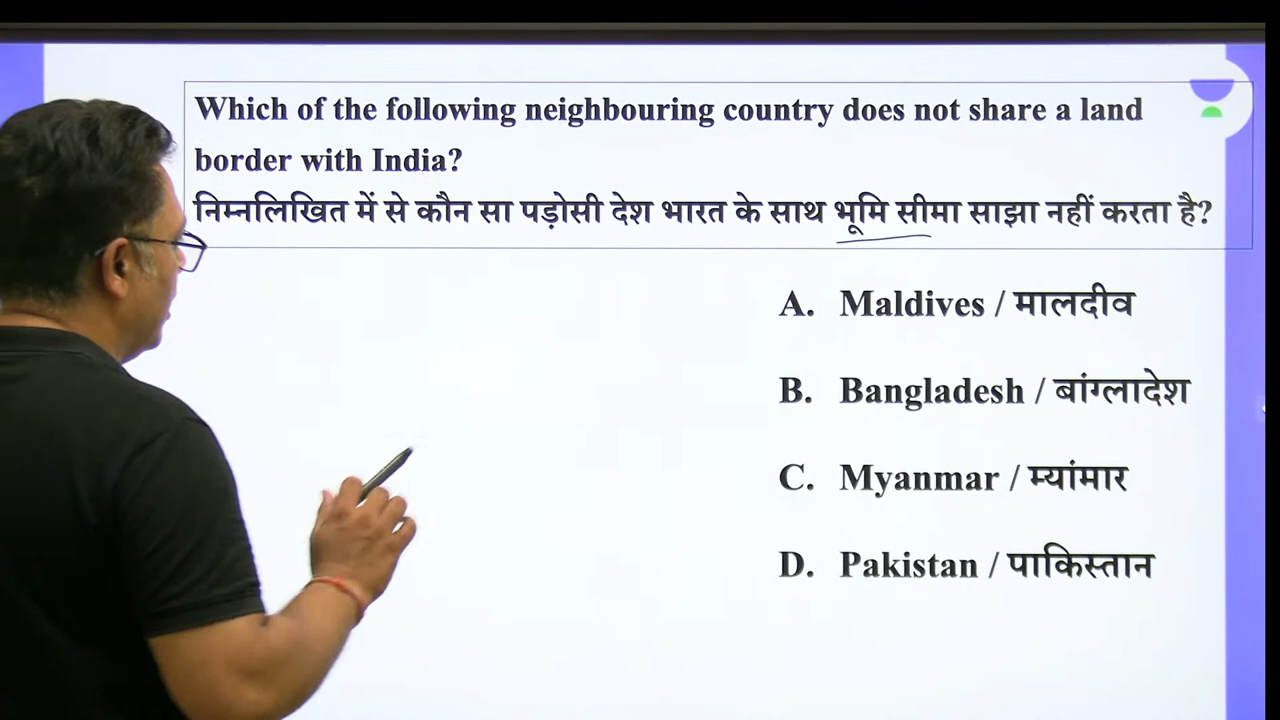 Which of the following neighbouring country does not share a land
border with India?
निम्नलिखित में से कौन सा पड़ोसी देश भारत के साथ भूमि सीमा साझा नहीं करता है?
A. Maldives / मालदीव
B. Bangladesh / बांग्लादेश
C. Myanmar / म्यांमार
D. Pakistan / पाकिस्तान